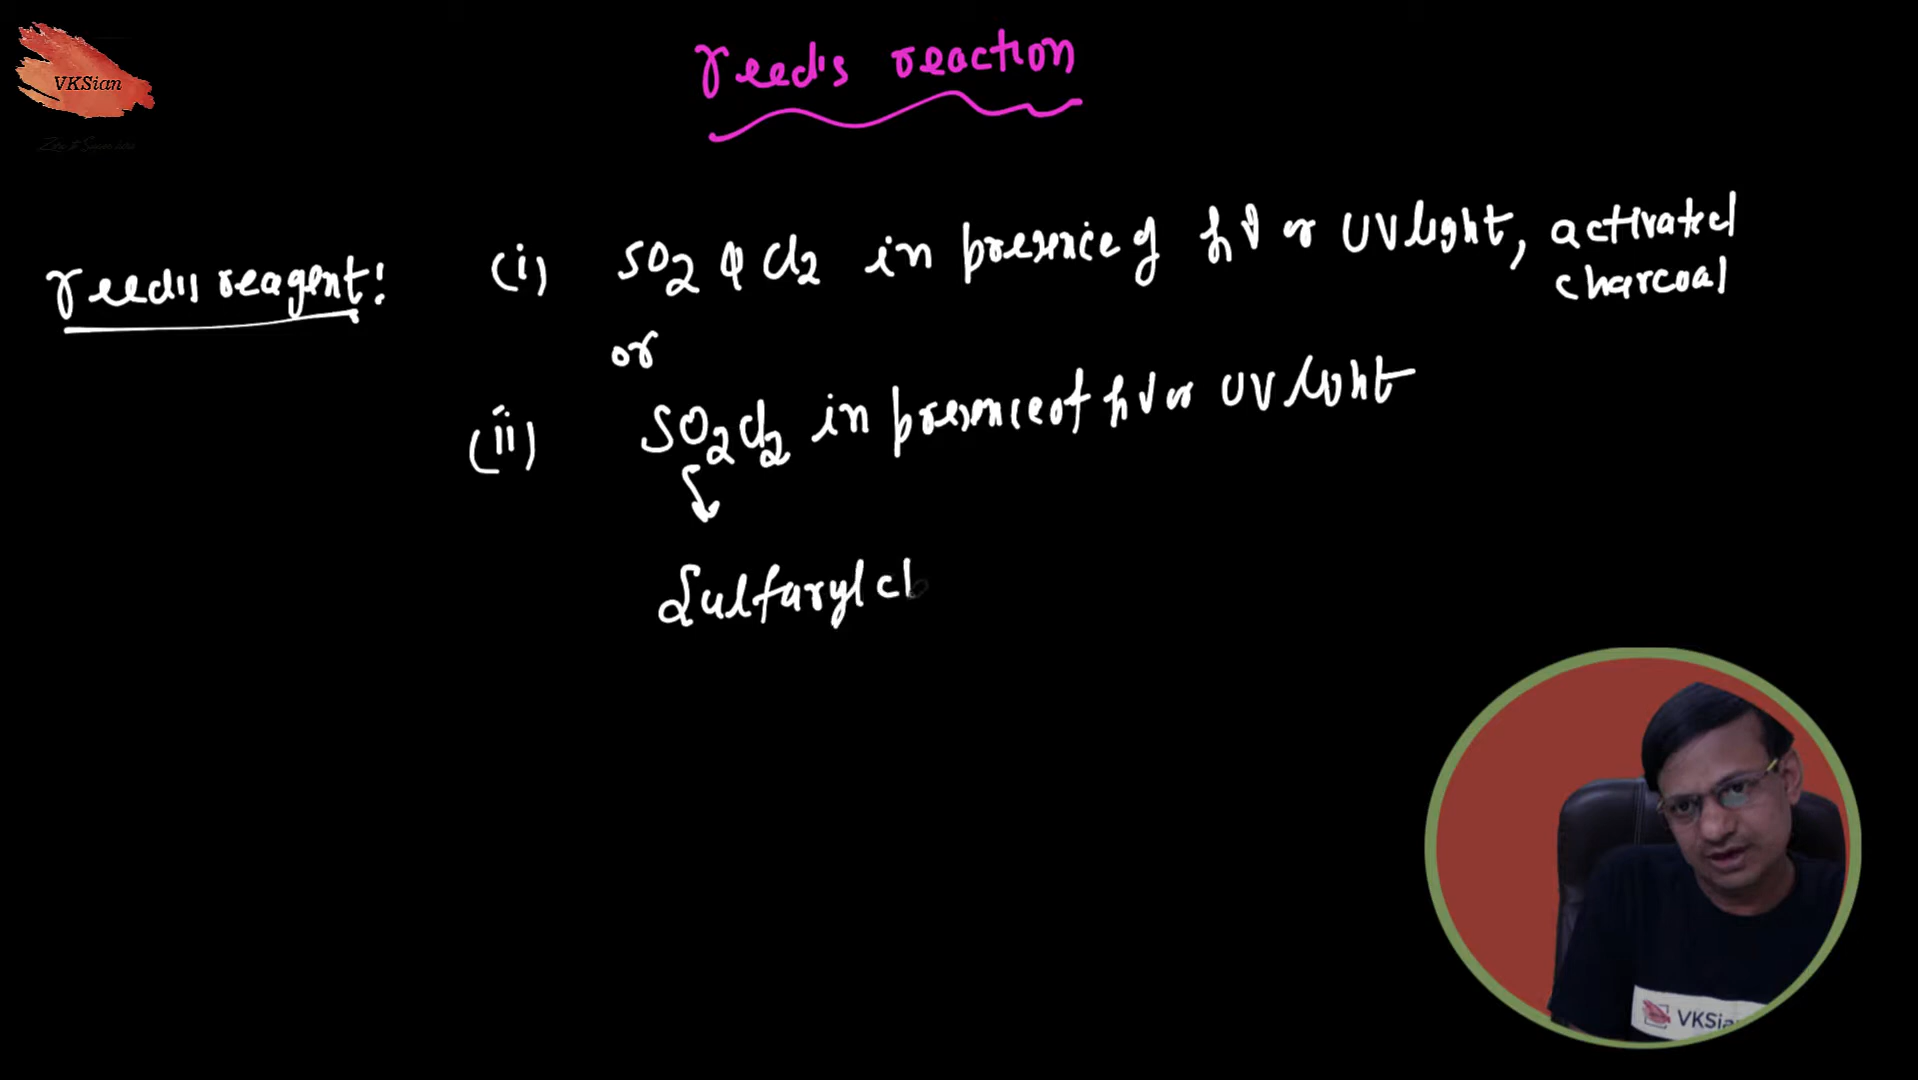 VKSian
reed's reaction
reed's reagent:
(i) SO2 & Cl2 in presence of hν or UV light, activated
charcoal
or
(ii) SO2Cl2 in presence of hν or UV light
Sulfuryl ch
VKSian